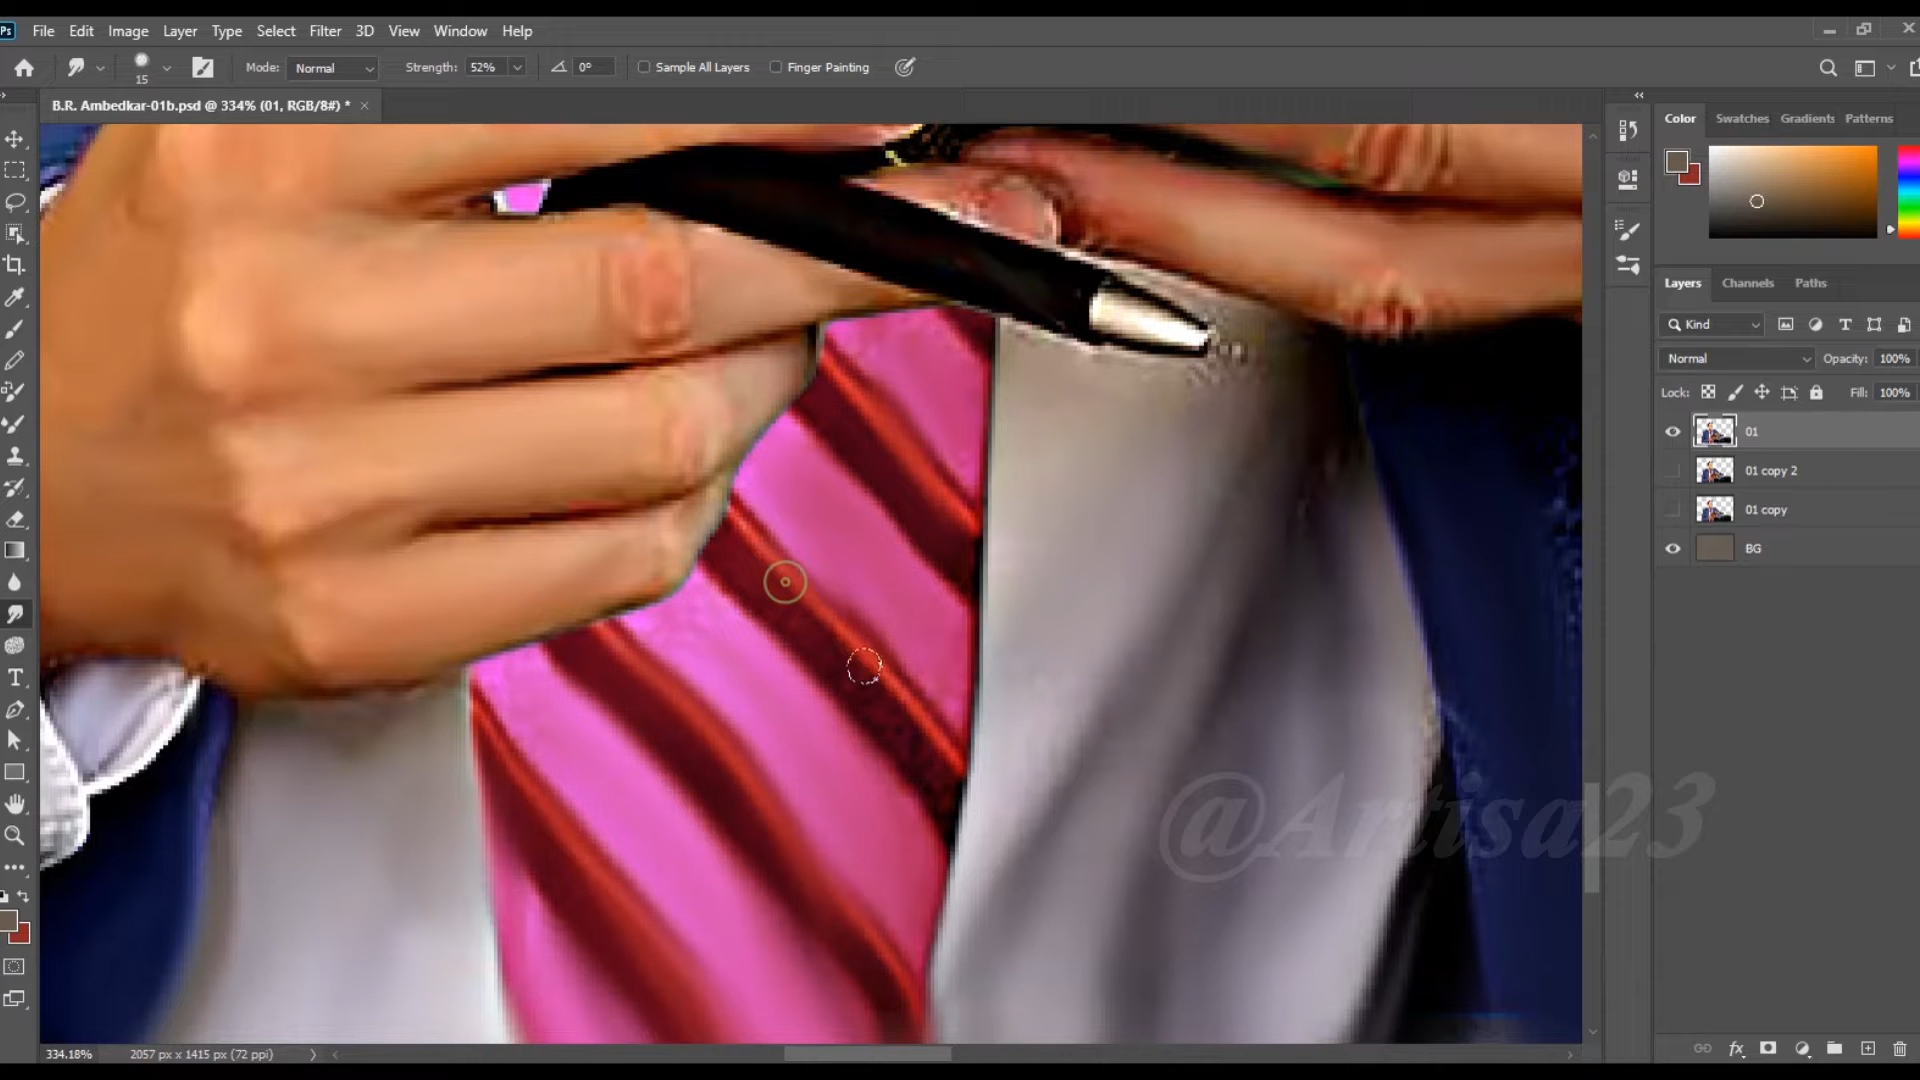 Ps File Edit Image Layer Type Select Filter 3D View Window Help
15 Mode: Normal Strength: 52% 0° Sample All Layers Finger Painting
B.R. Ambedkar-01b.psd @ 334% (01, RGB/8#) * ×
Color Swatches Gradients Patterns
Layers Channels Paths
Kind
Normal Opacity: 100%
Lock: Fill: 100%
01
01 copy 2
01 copy
BG
@Artisa23
334.18% 2057 px x 1415 px (72 ppi)
fx